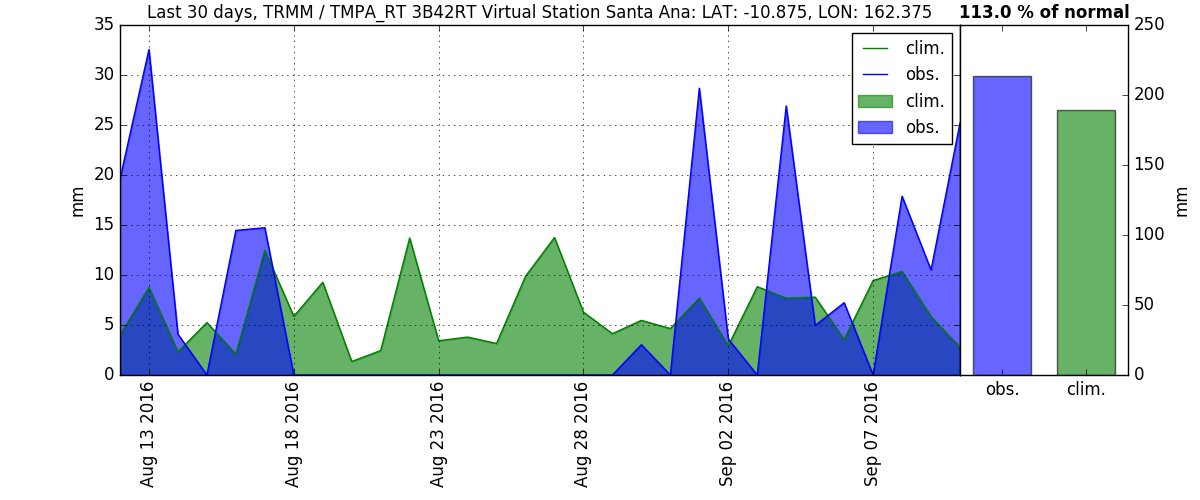 Last 30 days, TRMM / TMPA_RT 3B42RT Virtual Station Santa Ana: LAT: -10.875, LON: 162.375
113.0 % of normal
35
30
25
20
15
10
5
0
mm
clim.
obs.
clim.
obs.
Aug 13 2016
Aug 18 2016
Aug 23 2016
Aug 28 2016
Sep 02 2016
Sep 07 2016
250
200
150
100
50
0
mm
obs.
clim.